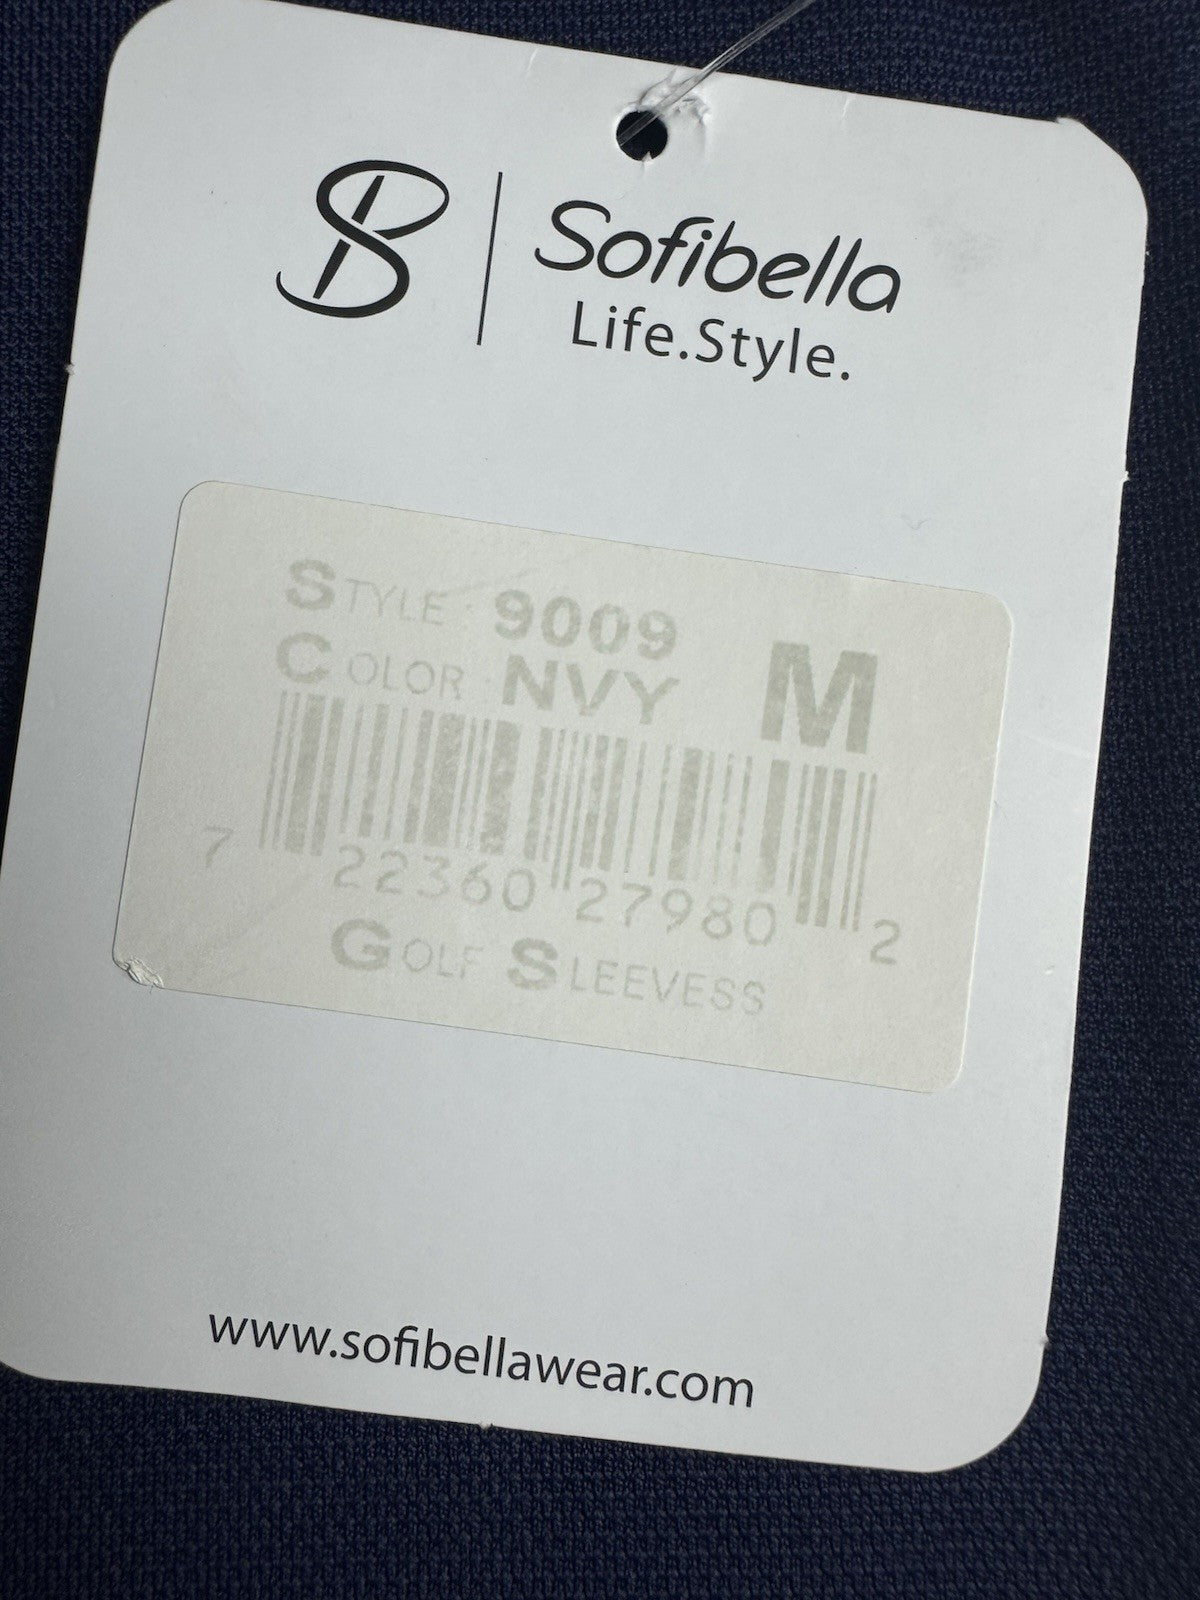 Sofibella
Life.Style.
STYLE 9009
COLOR NVY M
7 22360 27980 2
GOLF SLEEVESS
www.sofibellawear.com